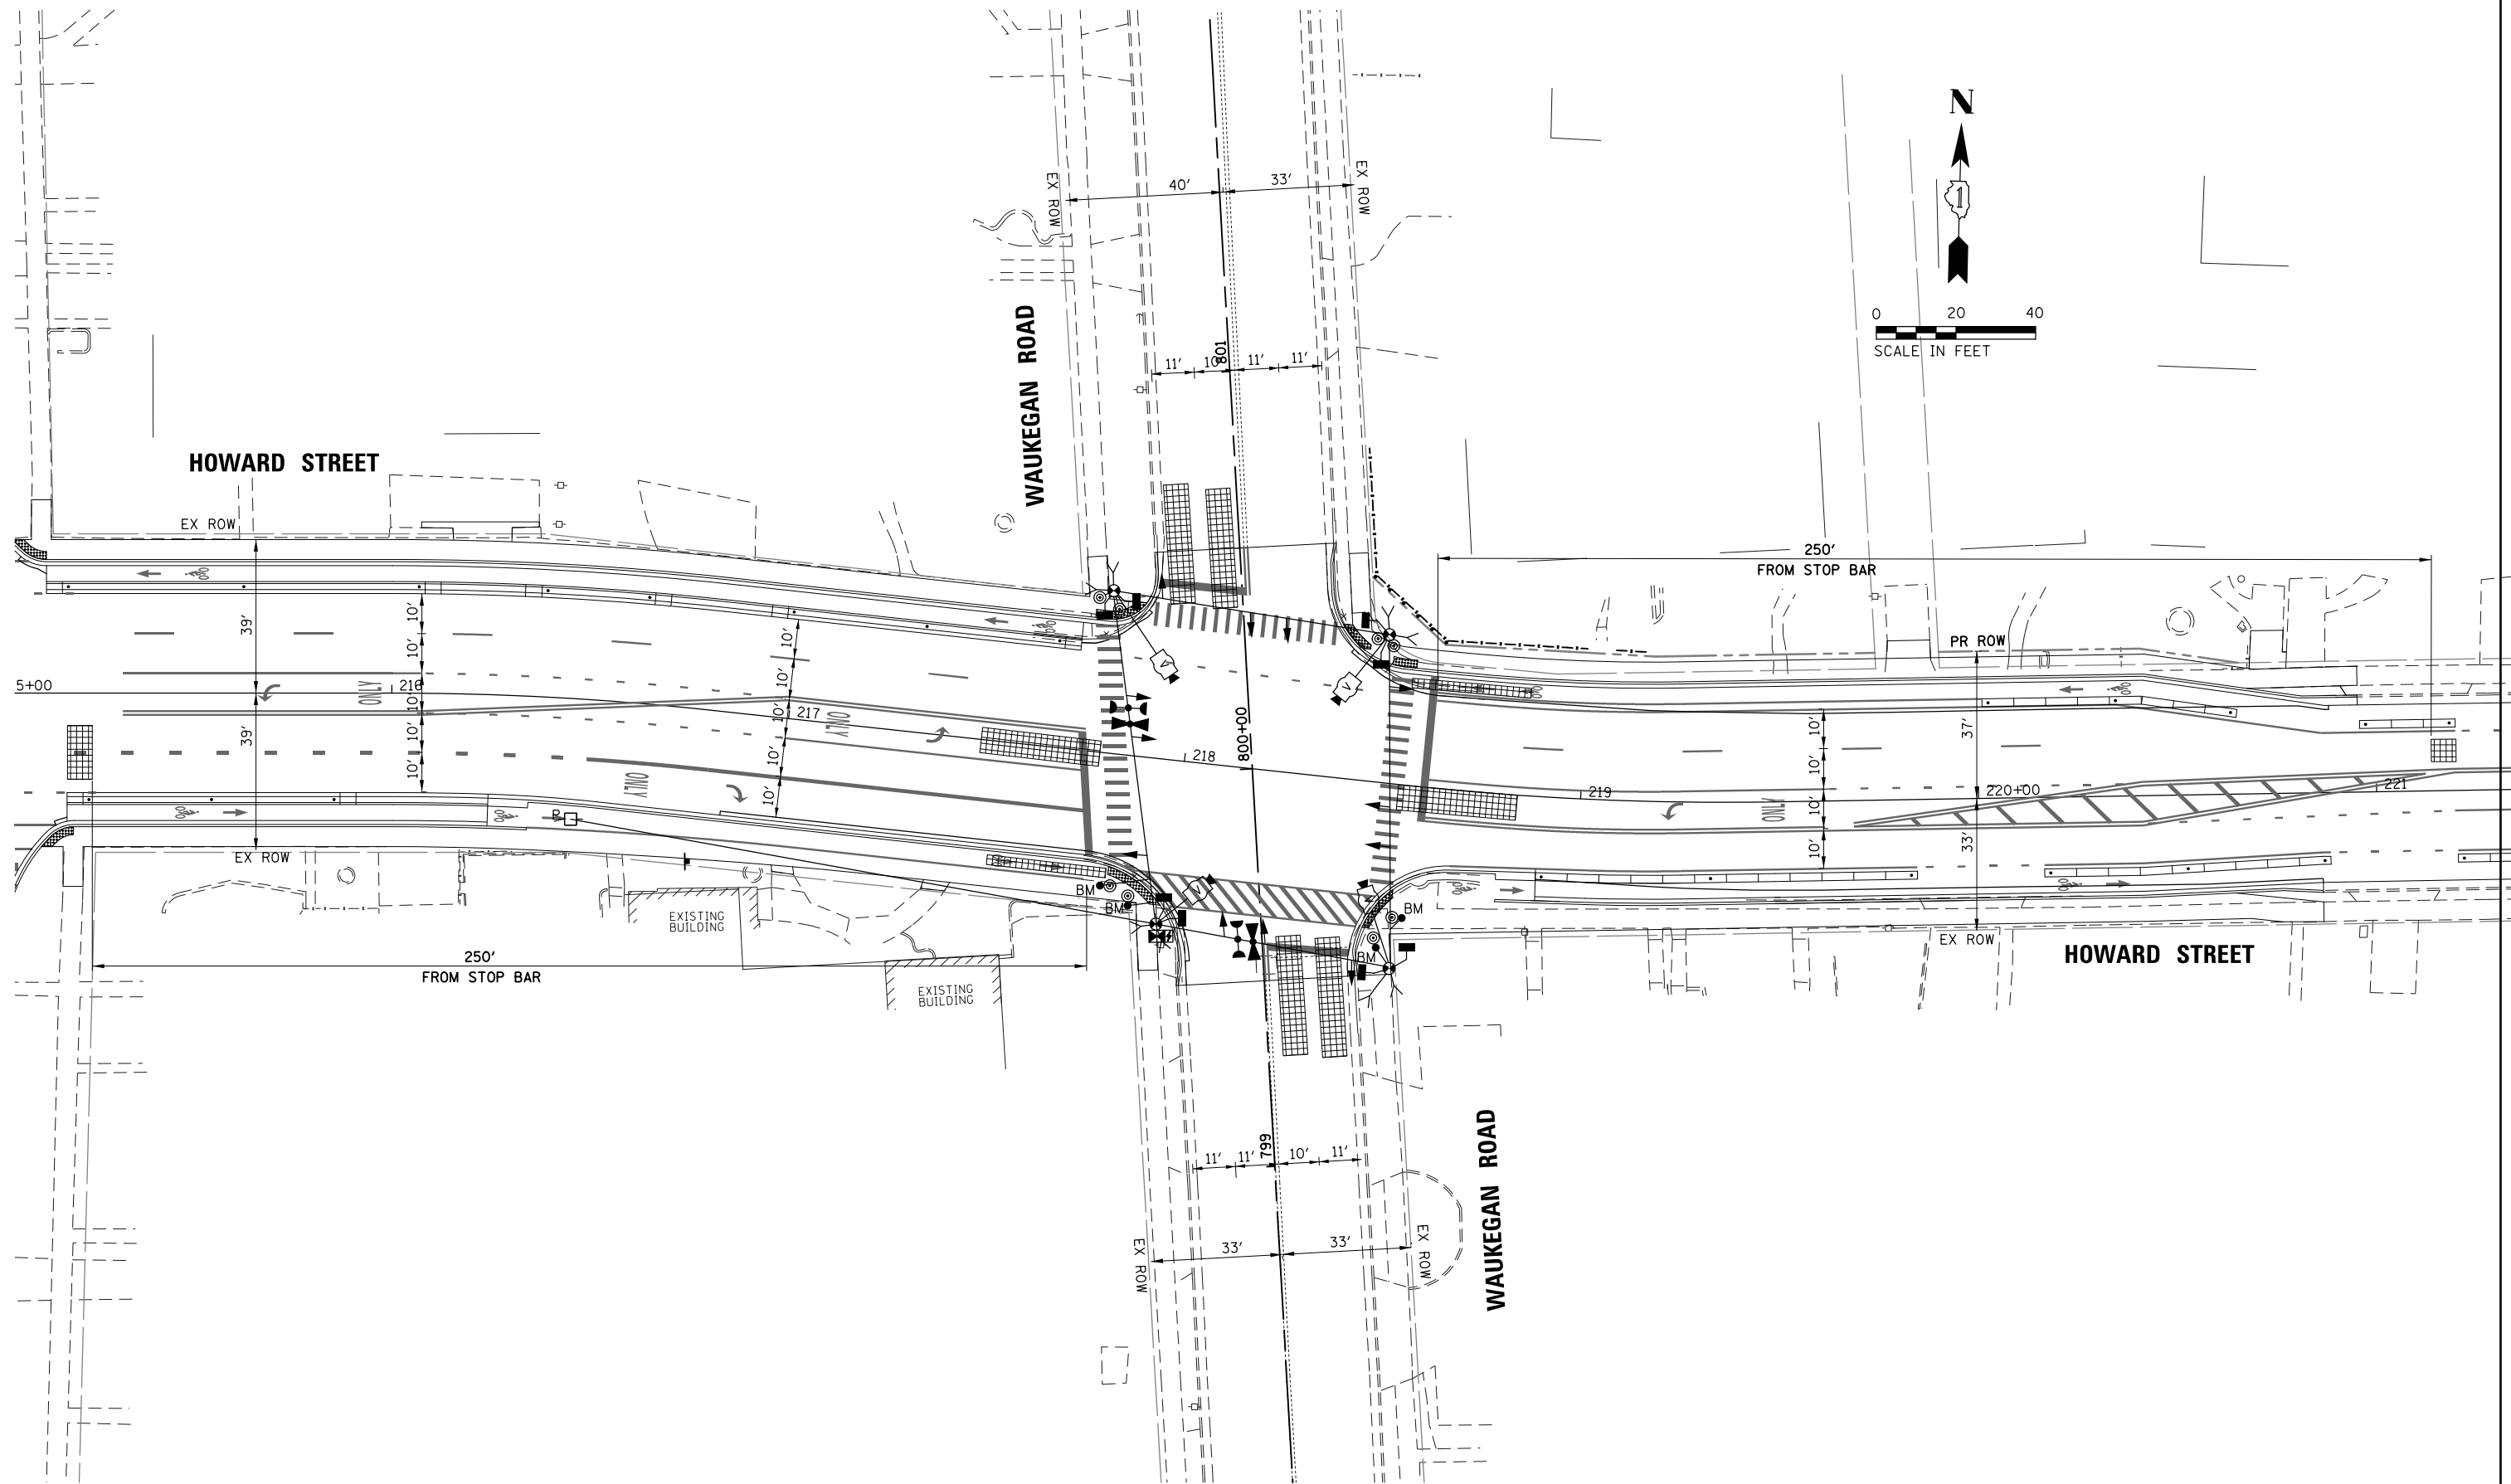 N
1
0 20 40
SCALE IN FEET
EX ROW
40'
33'
EX ROW
WAUKEGAN ROAD
11'
10'
801
11'
11'
HOWARD STREET
EX ROW
39'
39'
10'
10'
10'
10'
10'
10'
10'
10'
10'
10'
5+00
216
217
218
219
220+00
221
ONLY
ONLY
ONLY
ONLY
800+00
250'
FROM STOP BAR
PR ROW
37'
33'
10'
10'
10'
10'
EX ROW
HOWARD STREET
P
EX ROW
250'
FROM STOP BAR
EXISTING
BUILDING
EXISTING
BUILDING
BM
BM
BM
BM
V
V
V
V
799
11'
11'
10'
11'
WAUKEGAN ROAD
EX ROW
33'
33'
EX ROW